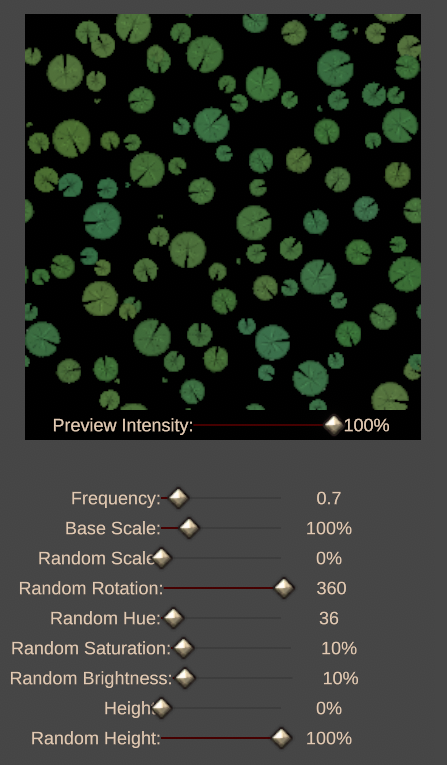 Preview Intensity: 100%
Frequency: 0.7
Base Scale: 100%
Random Scale 0%
Random Rotation: 360
Random Hue: 36
Random Saturation: 10%
Random Brightness: 10%
Height 0%
Random Height: 100%